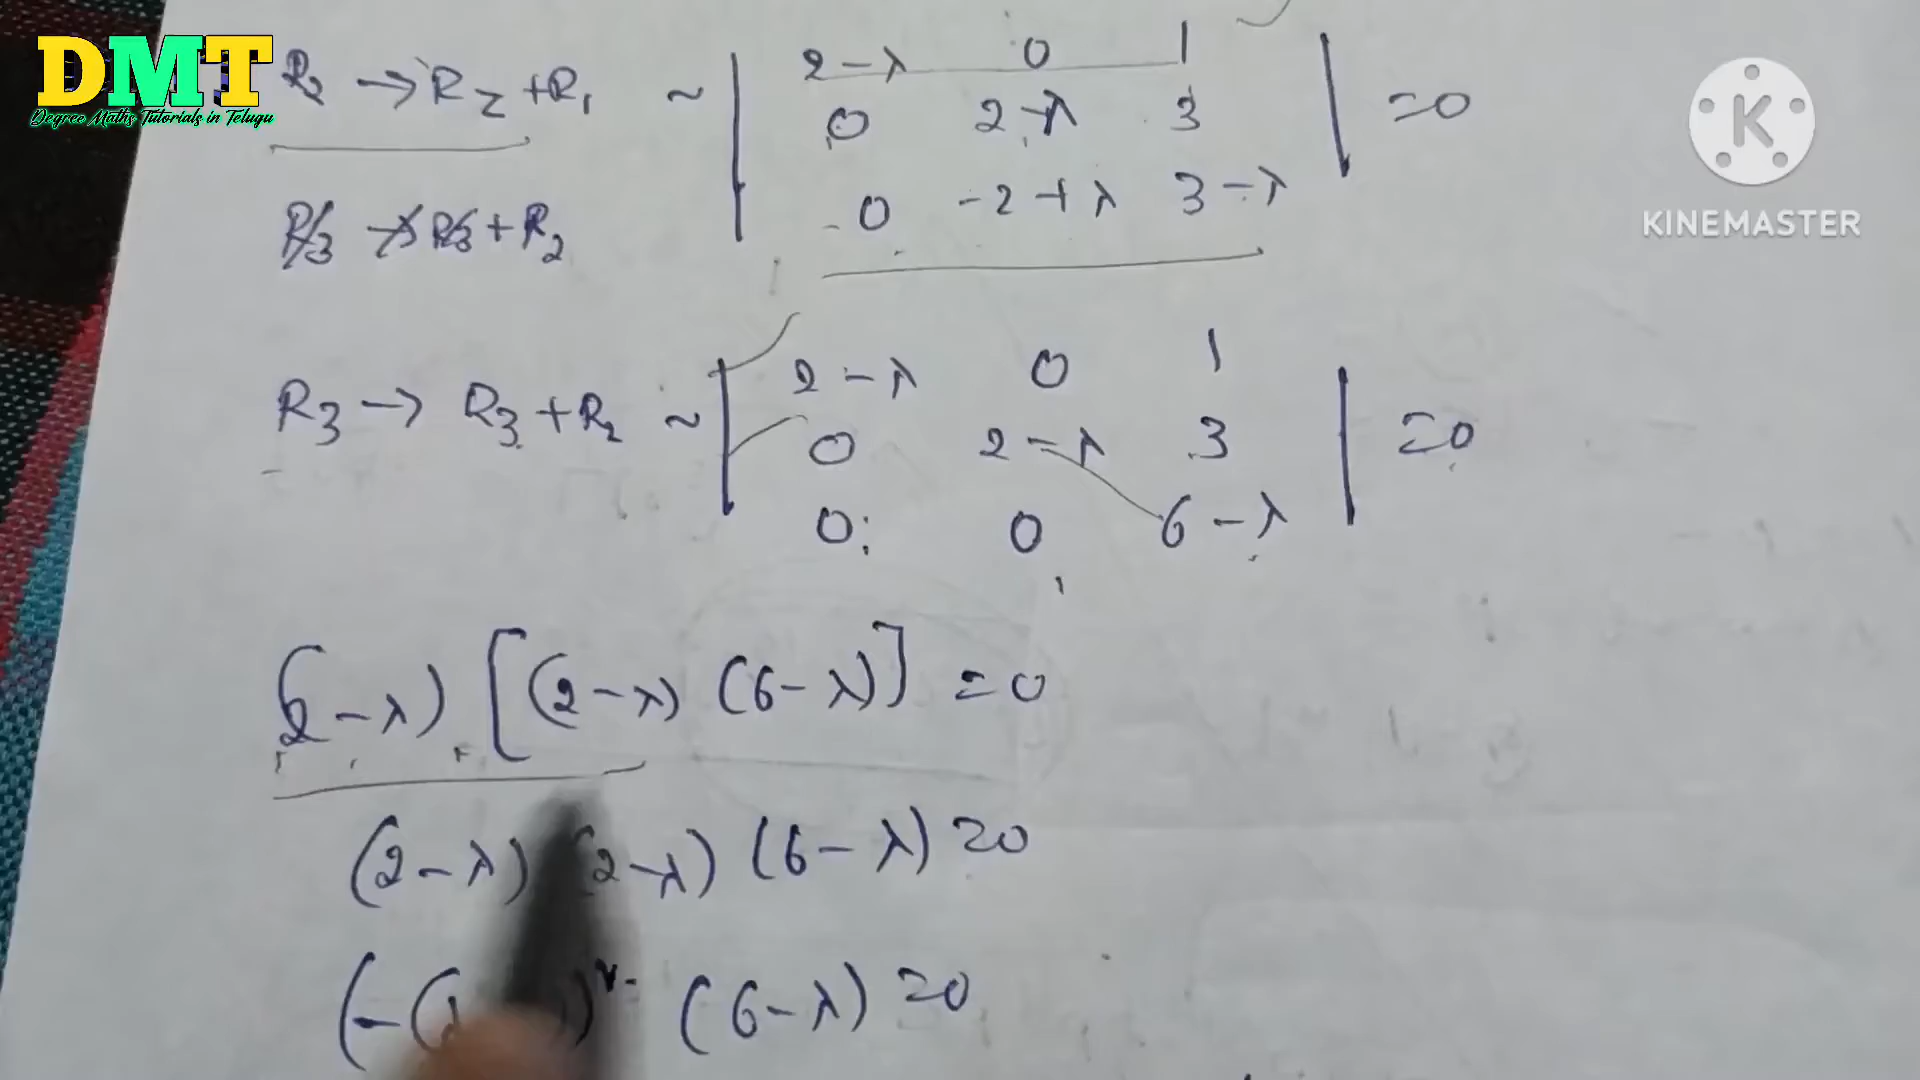 DMT
Degree Maths Tutorials in Telugu
KINEMASTER
R2 → R2 + R1 ~ | 2-λ 0 1 |
| 0 2-λ 3 | = 0
| 0 -2+λ 3-λ |
R3 → R3 + R2
R3 → R3 + R2 ~ | 2-λ 0 1 |
| 0 2-λ 3 | = 0
| 0 0 6-λ |
(2-λ) [(2-λ) (6-λ)] = 0
(2-λ) (2-λ) (6-λ) = 0
(6-λ) = 0